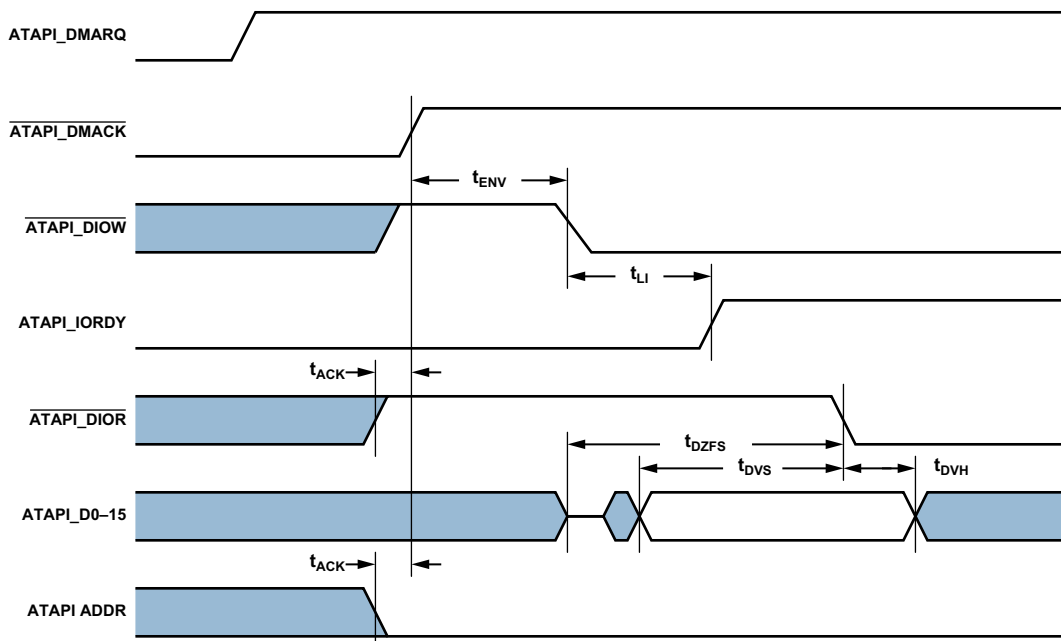 ATAPI_DMARQ
ATAPI_DMACK
tENV
ATAPI_DIOW
tLI
ATAPI_IORDY
tACK
ATAPI_DIOR
tDZFS
tDVS
tDVH
ATAPI_D0–15
tACK
ATAPI ADDR